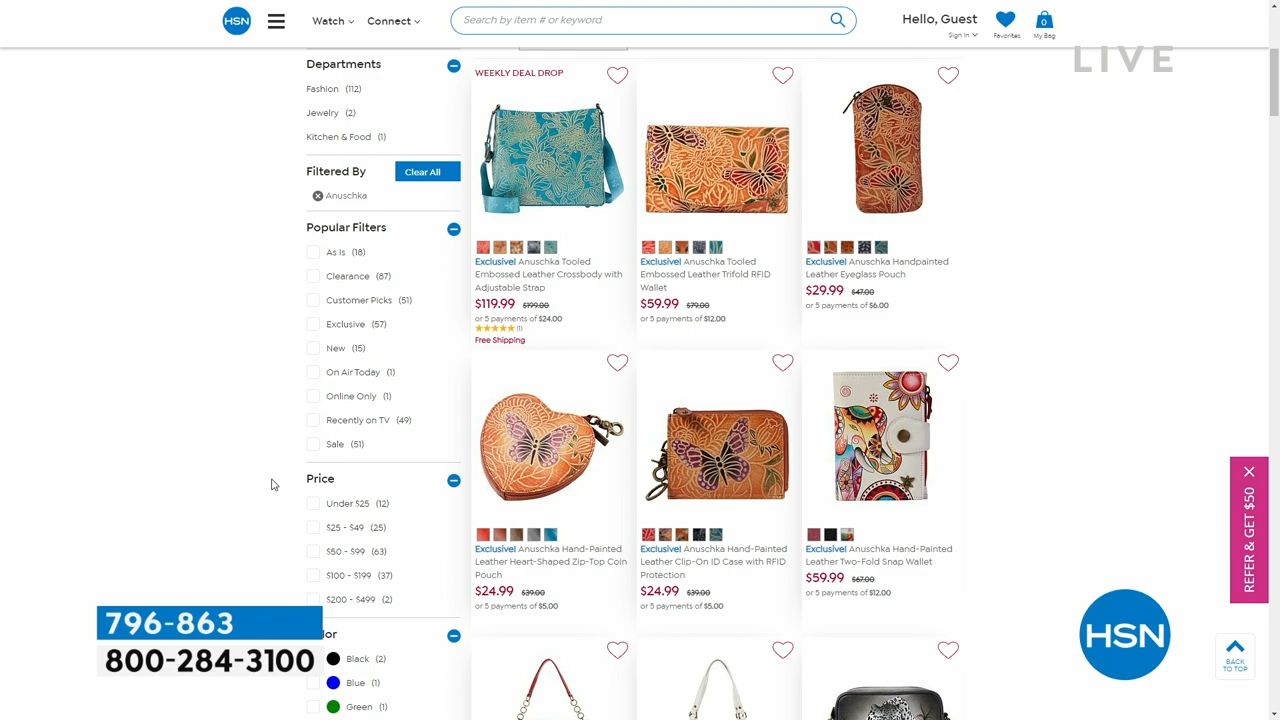 HSN
Watch
Connect
Search by item # or keyword
Hello, Guest
Sign In
Favorites
0
My Bag
LIVE
Departments
Fashion (112)
Jewelry (2)
Kitchen & Food (1)
Filtered By
Clear All
Anuschka
Popular Filters
As Is (18)
Clearance (87)
Customer Picks (51)
Exclusive (57)
New (15)
On Air Today (1)
Online Only (1)
Recently on TV (49)
Sale (51)
Price
Under $25 (12)
$25 - $49 (25)
$50 - $99 (63)
$100 - $199 (37)
$200 - $499 (2)
Black (2)
Blue (1)
Green (1)
WEEKLY DEAL DROP
Exclusive! Anuschka Tooled
Embossed Leather Crossbody with
Adjustable Strap
$119.99 $199.00
or 5 payments of $24.00
(1)
Free Shipping
Exclusive! Anuschka Tooled
Embossed Leather Trifold RFID
Wallet
$59.99 $79.00
or 5 payments of $12.00
Exclusive! Anuschka Handpainted
Leather Eyeglass Pouch
$29.99 $47.00
or 5 payments of $6.00
Exclusive! Anuschka Hand-Painted
Leather Heart-Shaped Zip-Top Coin
Pouch
$24.99 $39.00
or 5 payments of $5.00
Exclusive! Anuschka Hand-Painted
Leather Clip-On ID Case with RFID
Protection
$24.99 $39.00
or 5 payments of $5.00
Exclusive! Anuschka Hand-Painted
Leather Two-Fold Snap Wallet
$59.99 $67.00
or 5 payments of $12.00
REFER & GET $50
796-863
800-284-3100
HSN
BACK
TO TOP